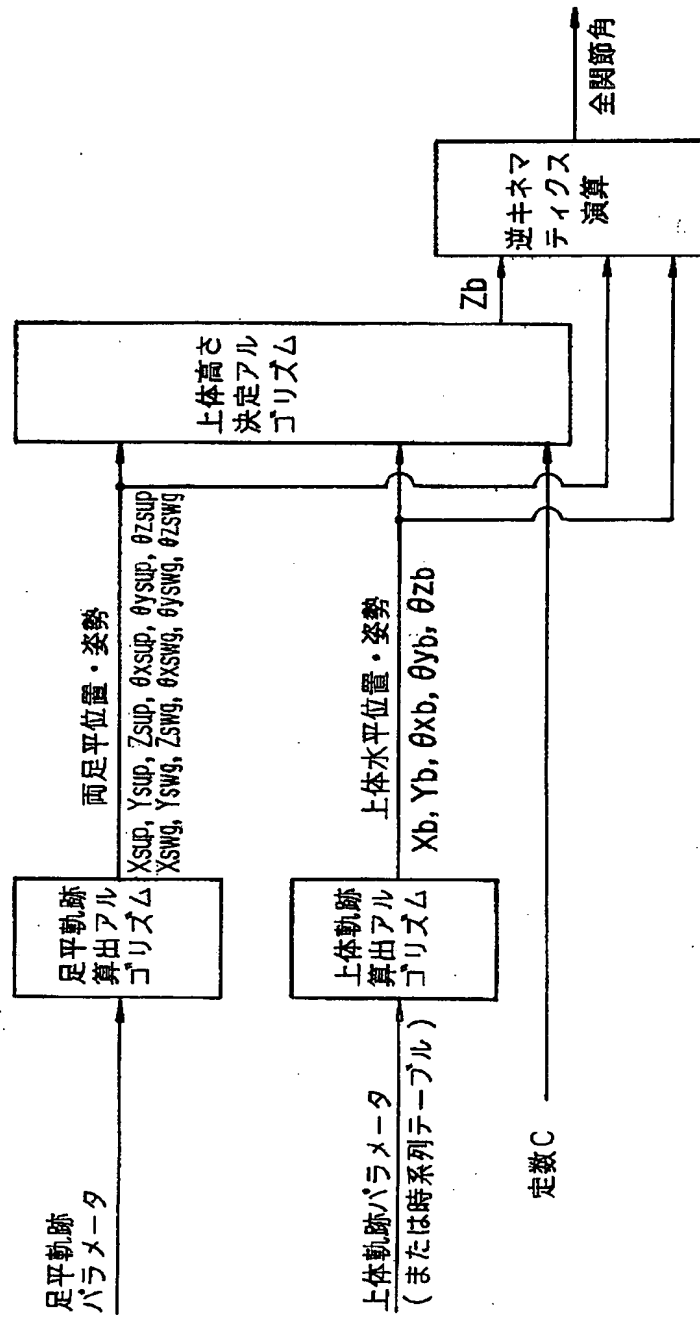 足平軌跡
パラメータ
足平軌跡
算出アル
ゴリズム
両足平位置・姿勢
Xsup, Ysup, Zsup, θxsup, θysup, θzsup
Xswg, Yswg, Zswg, θxswg, θyswg, θzswg
上体軌跡パラメータ
(または時系列テーブル)
上体軌跡
算出アル
ゴリズム
上体水平位置・姿勢
Xb, Yb, θxb, θyb, θzb
定数C
上体高さ
決定アル
ゴリズム
Zb
逆キネマ
ティクス
演算
全関節角